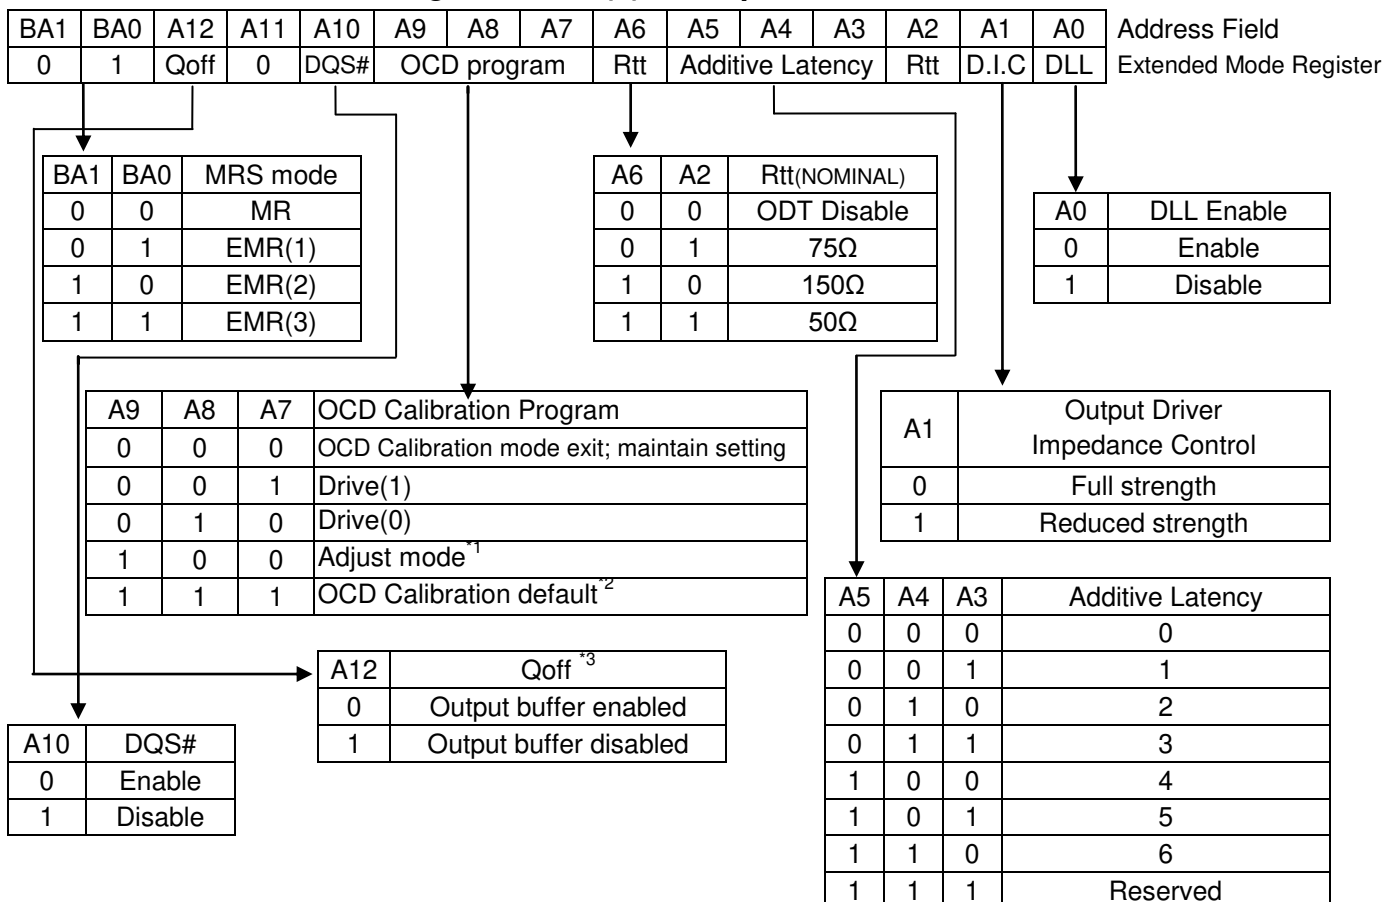 BA1 BA0 A12 A11 A10 A9 A8 A7 A6 A5 A4 A3 A2 A1 A0 Address Field
0 1 Qoff 0 DQS# OCD program Rtt Additive Latency Rtt D.I.C DLL Extended Mode Register
BA1 BA0 MRS mode
0 0 MR
0 1 EMR(1)
1 0 EMR(2)
1 1 EMR(3)
A6 A2 Rtt(NOMINAL)
0 0 ODT Disable
0 1 75Ω
1 0 150Ω
1 1 50Ω
A0 DLL Enable
0 Enable
1 Disable
A9 A8 A7 OCD Calibration Program
0 0 0 OCD Calibration mode exit; maintain setting
0 0 1 Drive(1)
0 1 0 Drive(0)
1 0 0 Adjust mode*1
1 1 1 OCD Calibration default*2
A1 Output Driver
Impedance Control
0 Full strength
1 Reduced strength
A12 Qoff *3
0 Output buffer enabled
1 Output buffer disabled
A10 DQS#
0 Enable
1 Disable
A5 A4 A3 Additive Latency
0 0 0 0
0 0 1 1
0 1 0 2
0 1 1 3
1 0 0 4
1 0 1 5
1 1 0 6
1 1 1 Reserved